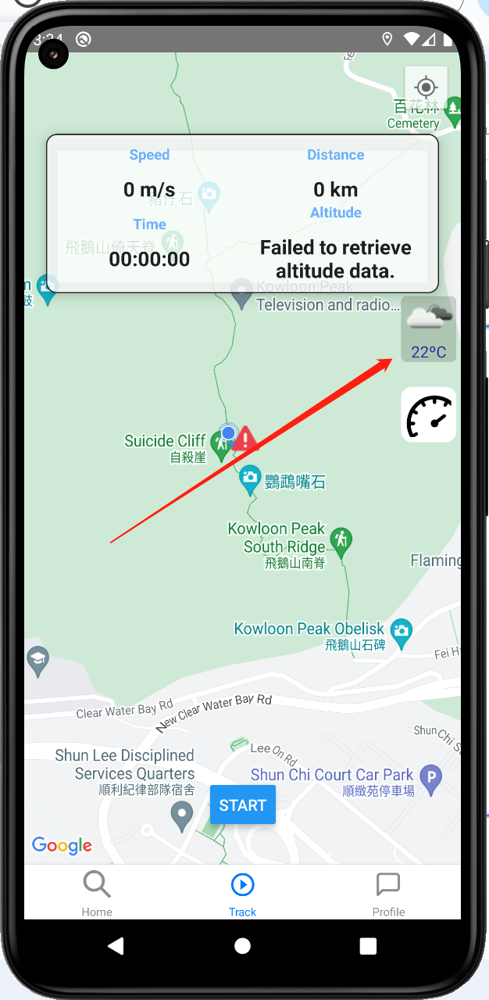 3:24
百花林
Cemetery
Speed
0 m/s
Distance
0 km
Time
00:00:00
Altitude
Failed to retrieve
altitude data.
豬仔石
飛鵝山倚天脊
Kowloon Peak
Television and radio...
22°C
Suicide Cliff
自殺崖
鸚鵡嘴石
Kowloon Peak
South Ridge
飛鵝山南脊
Flaming
Kowloon Peak Obelisk
飛鵝山石碑
Fei H
Clear Water Bay Rd
New Clear Water Bay Rd
Shun Chi S
Lee On Rd
Shun Lee Disciplined
Services Quarters
順利紀律部隊宿舍
Shun Chi Court Car Park
順緻苑停車場
P
START
Google
Home
Track
Profile